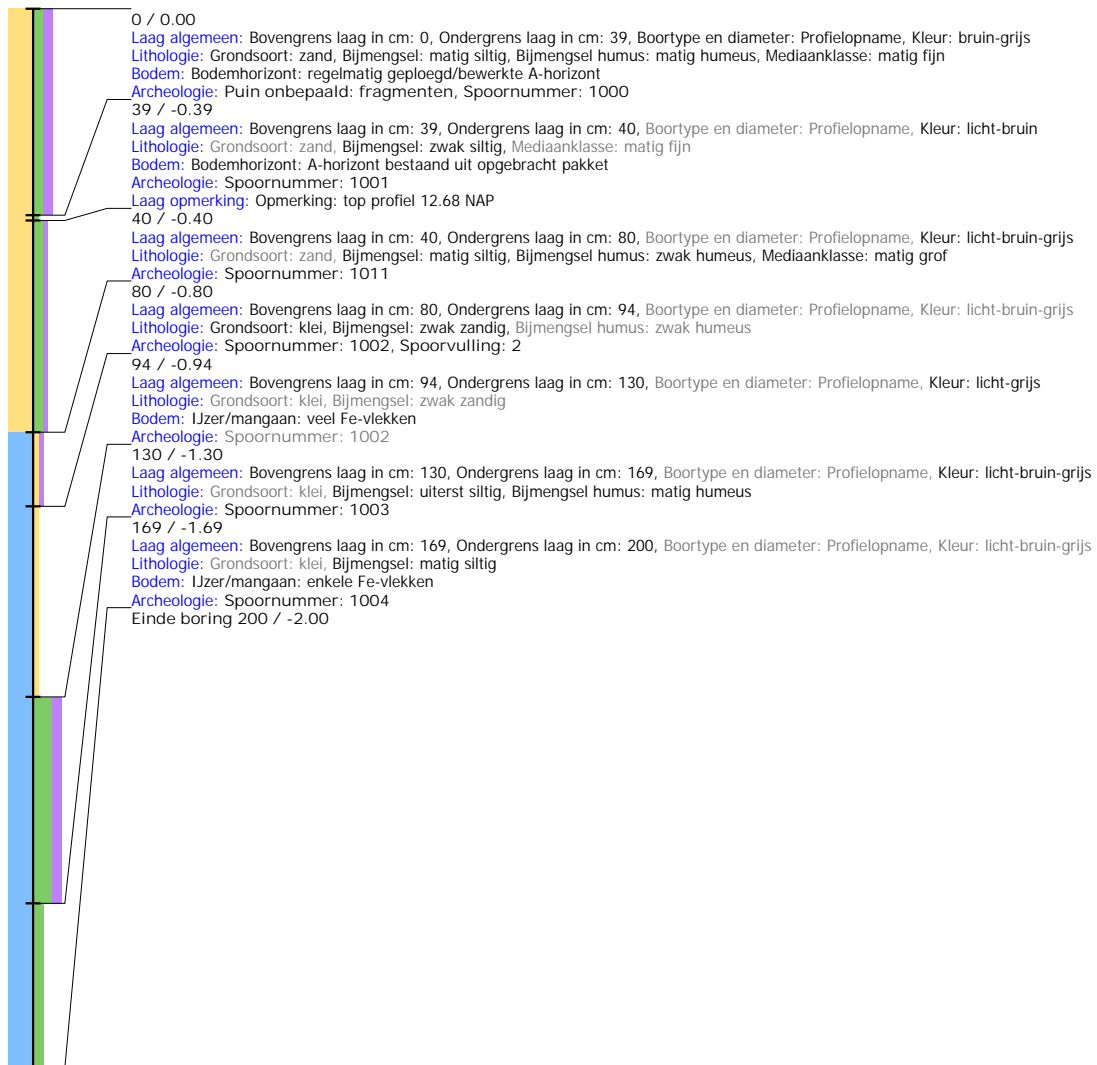 0 / 0.00
Laag algemeen: Bovengrens laag in cm: 0, Ondergrens laag in cm: 39, Boortype en diameter: Profielopname, Kleur: bruin-grijs
Lithologie: Grondsoort: zand, Bijmengsel: matig siltig, Bijmengsel humus: matig humeus, Mediaanklasse: matig fijn
Bodem: Bodemhorizont: regelmatig geploegd/bewerkte A-horizont
Archeologie: Puin onbepaald: fragmenten, Spoornummer: 1000
39 / -0.39
Laag algemeen: Bovengrens laag in cm: 39, Ondergrens laag in cm: 40, Boortype en diameter: Profielopname, Kleur: licht-bruin
Lithologie: Grondsoort: zand, Bijmengsel: zwak siltig, Mediaanklasse: matig fijn
Bodem: Bodemhorizont: A-horizont bestaand uit opgebracht pakket
Archeologie: Spoornummer: 1001
Laag opmerking: Opmerking: top profiel 12.68 NAP
40 / -0.40
Laag algemeen: Bovengrens laag in cm: 40, Ondergrens laag in cm: 80, Boortype en diameter: Profielopname, Kleur: licht-bruin-grijs
Lithologie: Grondsoort: zand, Bijmengsel: matig siltig, Bijmengsel humus: zwak humeus, Mediaanklasse: matig grof
Archeologie: Spoornummer: 1011
80 / -0.80
Laag algemeen: Bovengrens laag in cm: 80, Ondergrens laag in cm: 94, Boortype en diameter: Profielopname, Kleur: licht-bruin-grijs
Lithologie: Grondsoort: klei, Bijmengsel: zwak zandig, Bijmengsel humus: zwak humeus
Archeologie: Spoornummer: 1002, Spoorvulling: 2
94 / -0.94
Laag algemeen: Bovengrens laag in cm: 94, Ondergrens laag in cm: 130, Boortype en diameter: Profielopname, Kleur: licht-grijs
Lithologie: Grondsoort: klei, Bijmengsel: zwak zandig
Bodem: IJzer/mangaan: veel Fe-vlekken
Archeologie: Spoornummer: 1002
130 / -1.30
Laag algemeen: Bovengrens laag in cm: 130, Ondergrens laag in cm: 169, Boortype en diameter: Profielopname, Kleur: licht-bruin-grijs
Lithologie: Grondsoort: klei, Bijmengsel: uiterst siltig, Bijmengsel humus: matig humeus
Archeologie: Spoornummer: 1003
169 / -1.69
Laag algemeen: Bovengrens laag in cm: 169, Ondergrens laag in cm: 200, Boortype en diameter: Profielopname, Kleur: licht-bruin-grijs
Lithologie: Grondsoort: klei, Bijmengsel: matig siltig
Bodem: IJzer/mangaan: enkele Fe-vlekken
Archeologie: Spoornummer: 1004
Einde boring 200 / -2.00